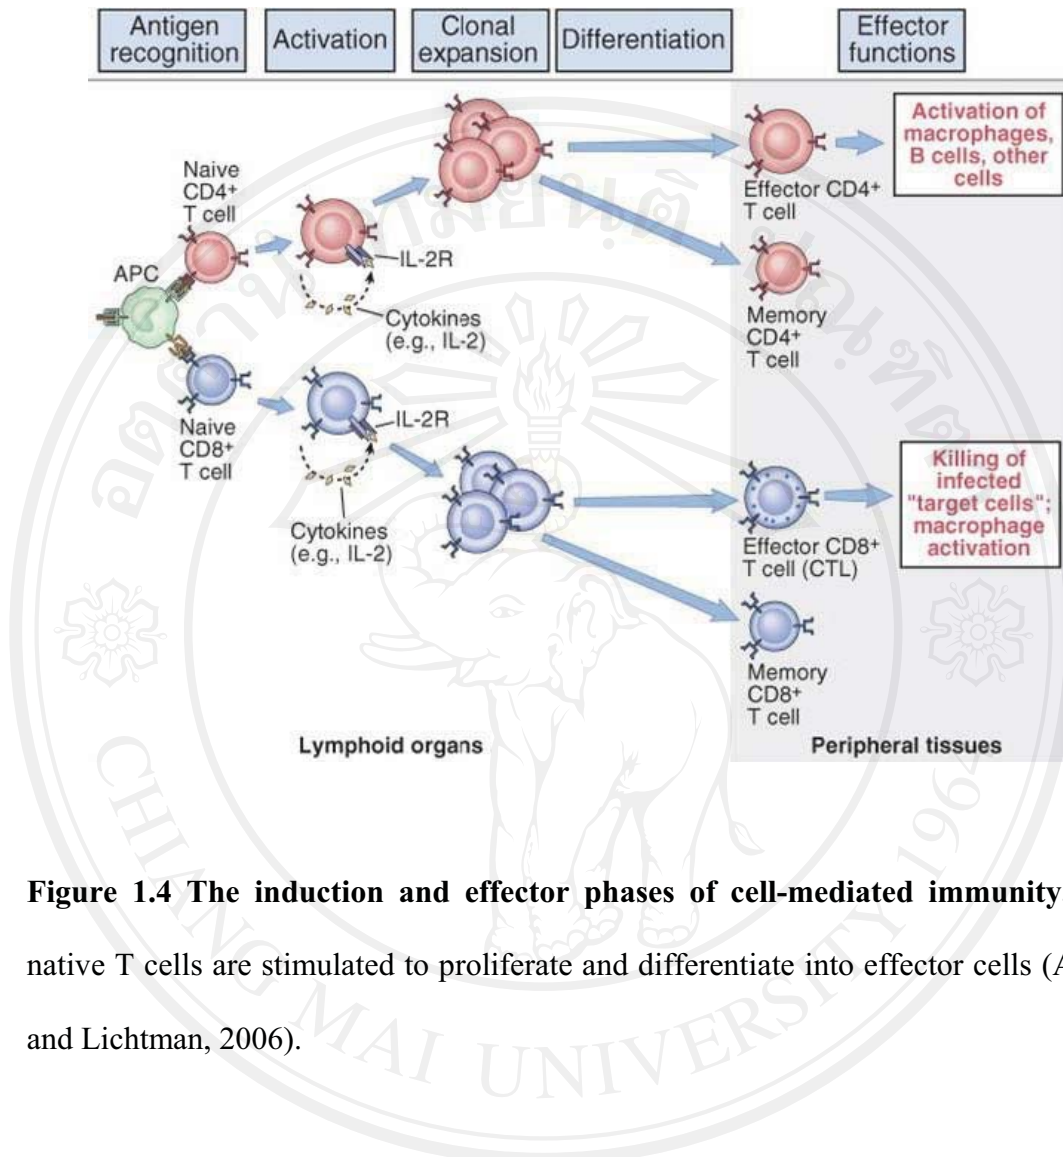 Antigen
recognition
Activation
Clonal
expansion
Differentiation
Effector
functions
Naive
CD4+
T cell
APC
IL-2R
Cytokines
(e.g., IL-2)
Effector CD4+
T cell
Activation of
macrophages,
B cells, other
cells
Memory
CD4+
T cell
Naive
CD8+
T cell
IL-2R
Cytokines
(e.g., IL-2)
Effector CD8+
T cell (CTL)
Killing of
infected
"target cells";
macrophage
activation
Memory
CD8+
T cell
Lymphoid organs
Peripheral tissues
Figure 1.4 The induction and effector phases of cell-mediated immunity
native T cells are stimulated to proliferate and differentiate into effector cells (A
and Lichtman, 2006).
CHIANG MAI UNIVERSITY 1964